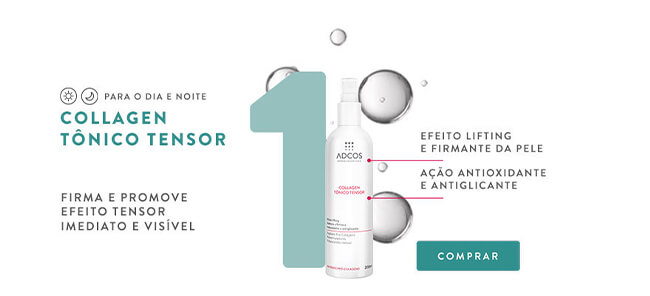 PARA O DIA E NOITE
COLLAGEN
TÔNICO TENSOR
FIRMA E PROMOVE
EFEITO TENSOR
IMEDIATO E VISÍVEL
1
ADCOS
COLLAGEN
TÔNICO TENSOR
EFEITO LIFTING
E FIRMANTE DA PELE
AÇÃO ANTIOXIDANTE
E ANTIGLICANTE
COMPRAR